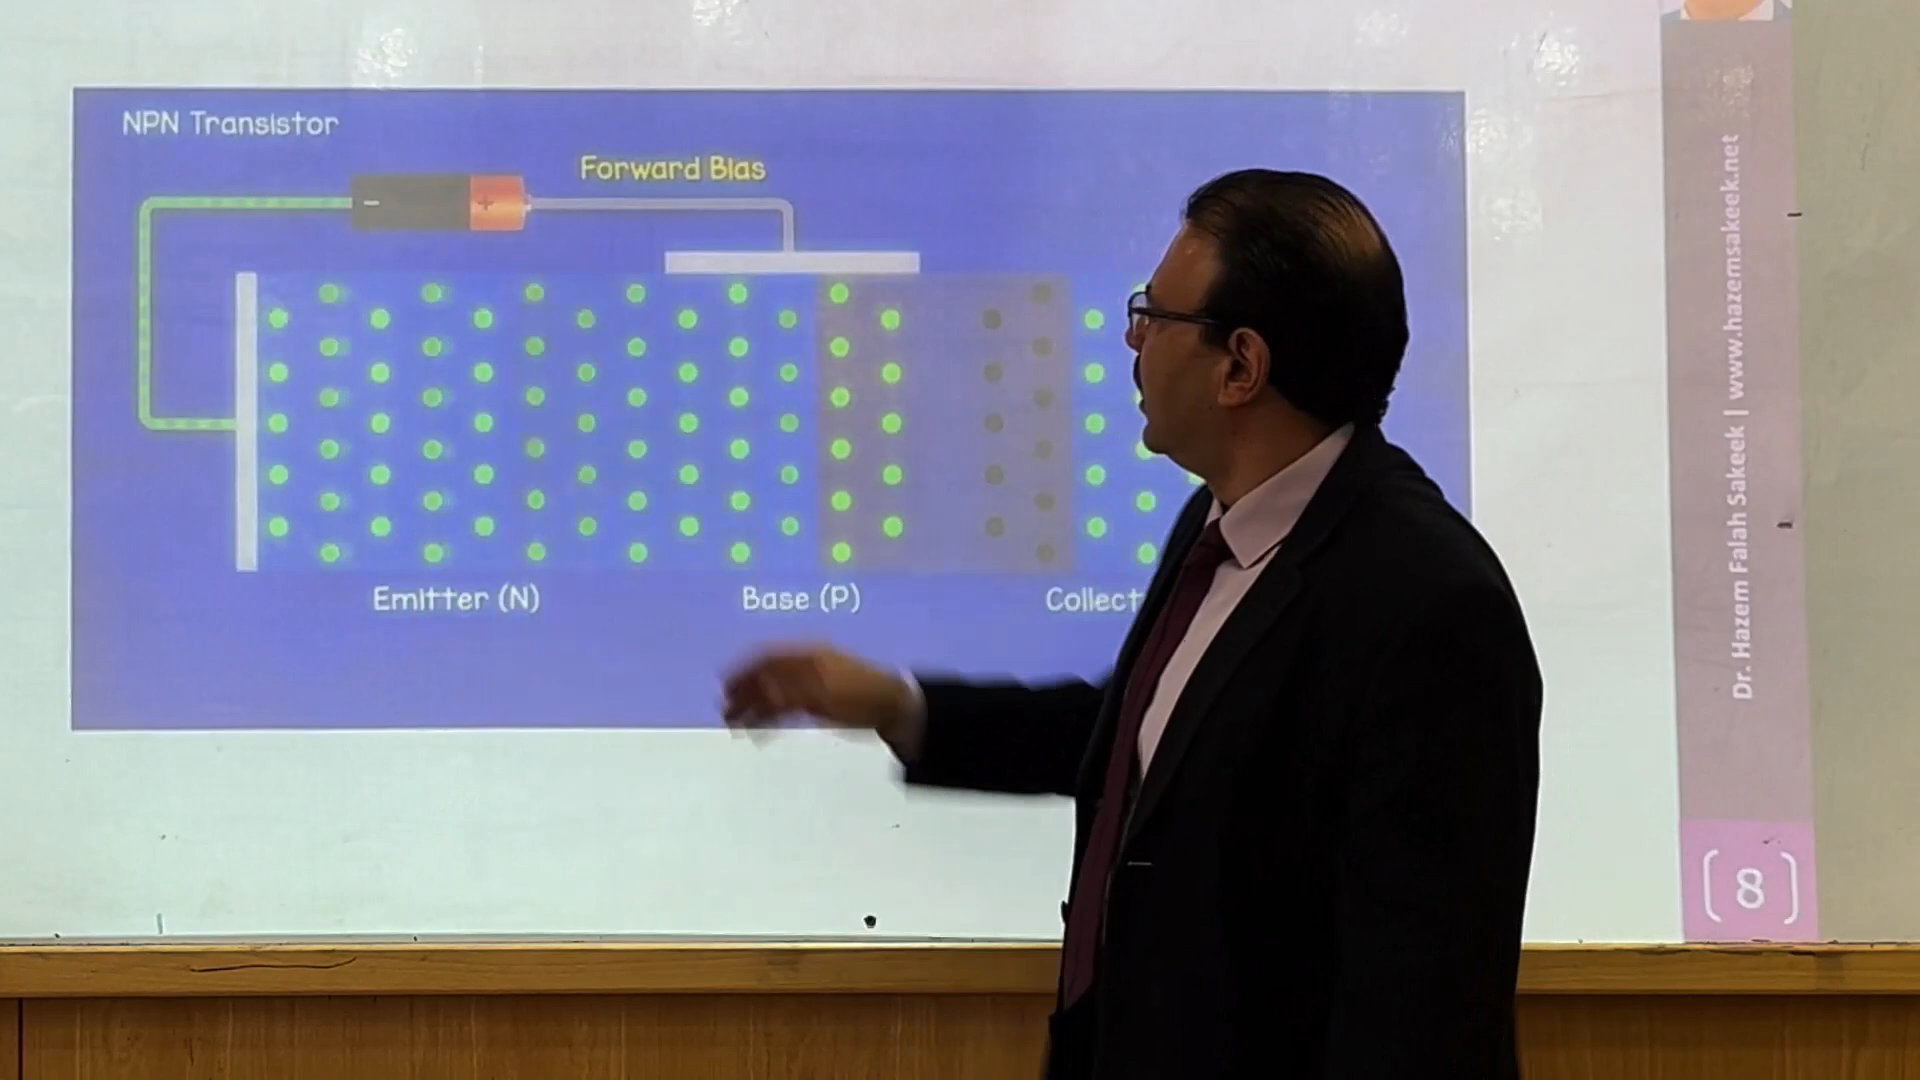 NPN Transistor
Forward Bias
−
+
Emitter (N)
Base (P)
Collect
Dr. Hazem Falah Sakeek | www.hazemsakeek.net
[8]